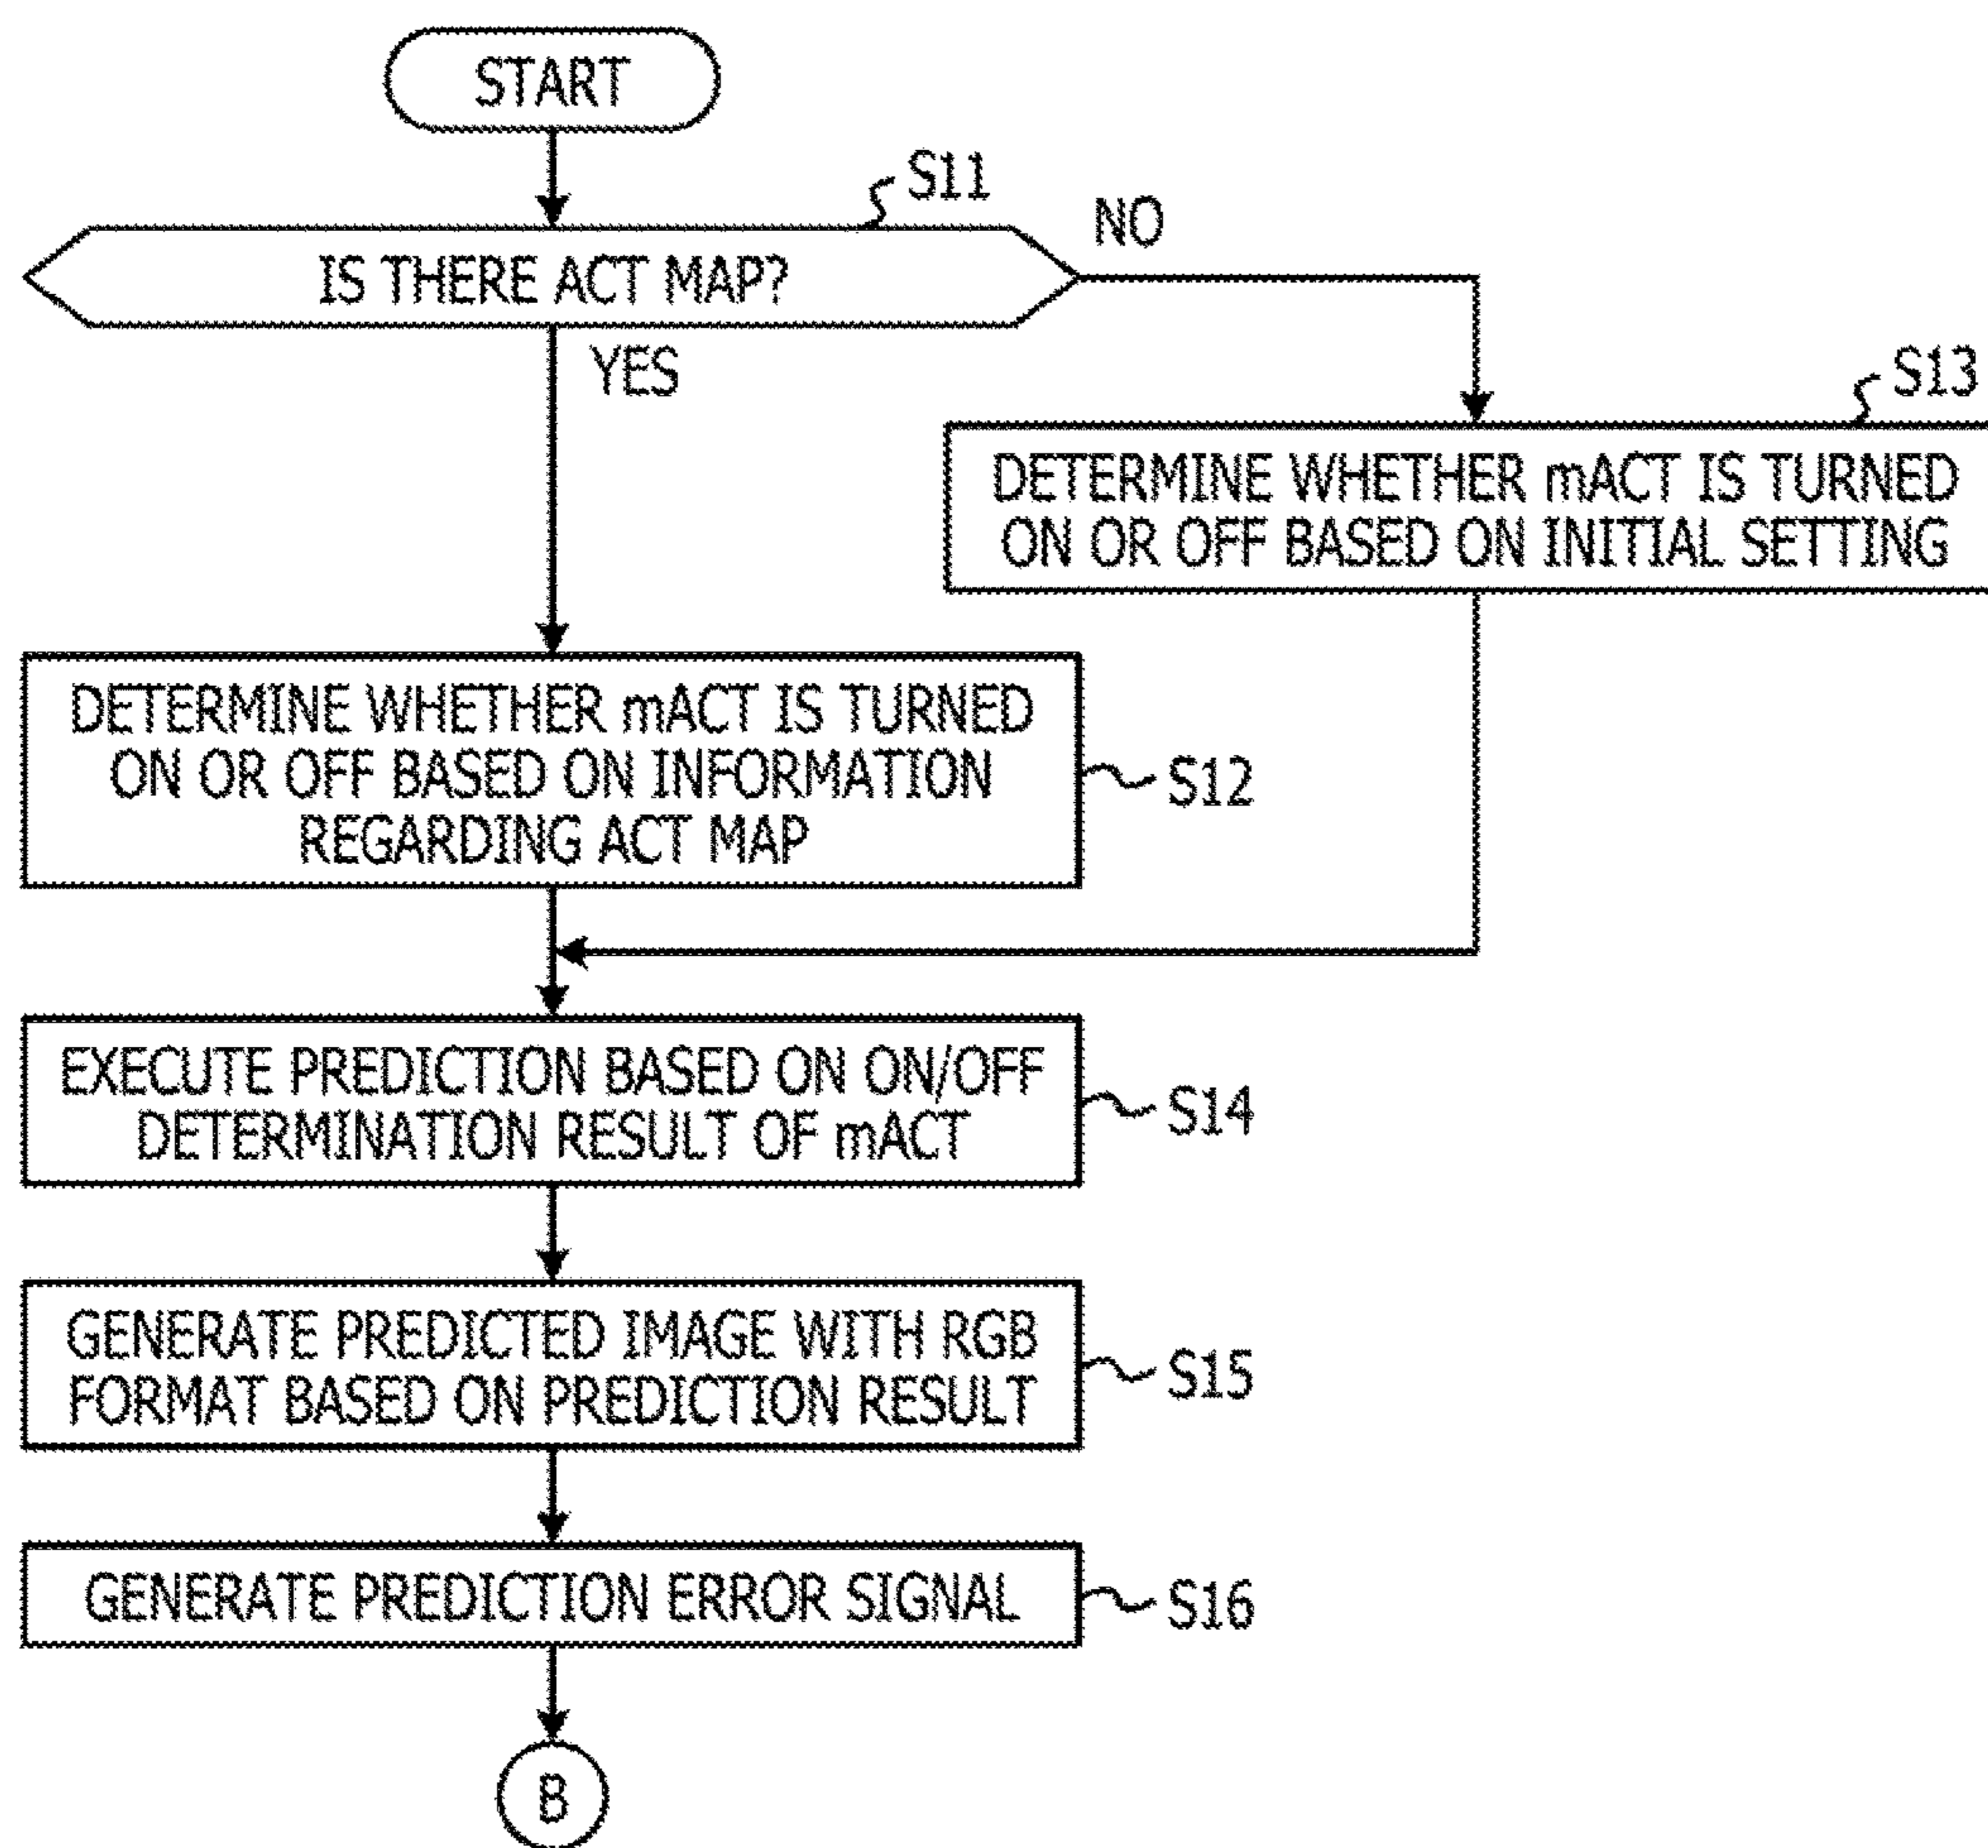 START
S11
IS THERE ACT MAP?
NO
YES
S13
DETERMINE WHETHER mACT IS TURNED
ON OR OFF BASED ON INITIAL SETTING
DETERMINE WHETHER mACT IS TURNED
ON OR OFF BASED ON INFORMATION
REGARDING ACT MAP
S12
EXECUTE PREDICTION BASED ON ON/OFF
DETERMINATION RESULT OF mACT
S14
GENERATE PREDICTED IMAGE WITH RGB
FORMAT BASED ON PREDICTION RESULT
S15
GENERATE PREDICTION ERROR SIGNAL
S16
B